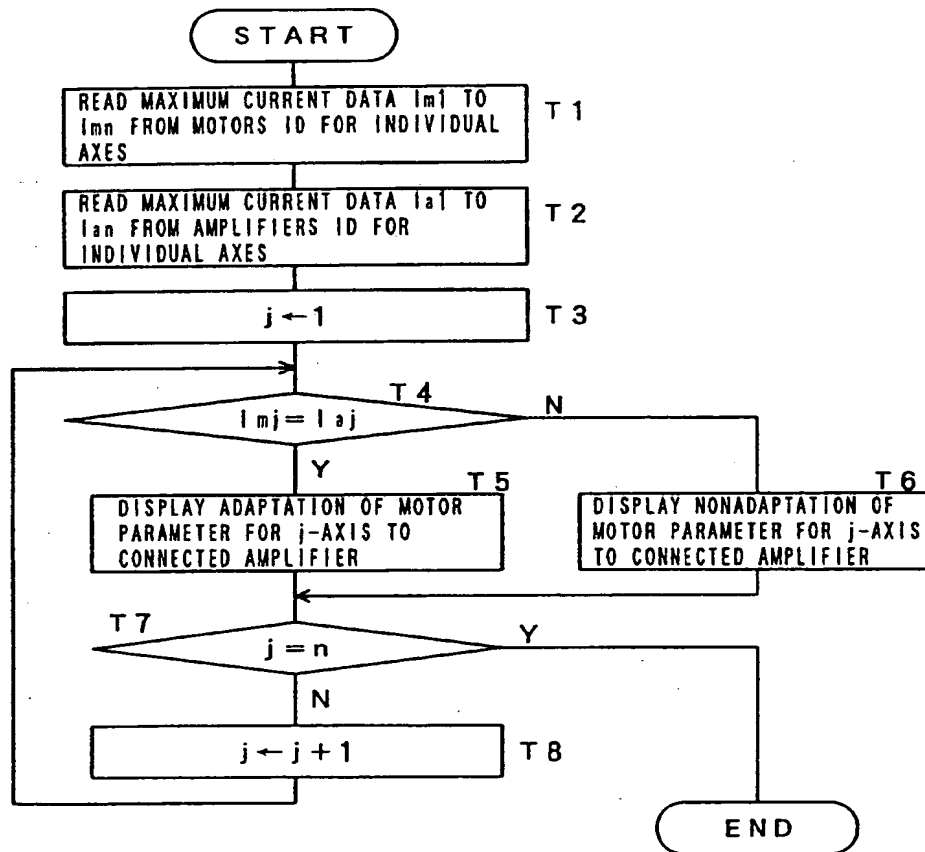 START
READ MAXIMUM CURRENT DATA Im1 TO
Imn FROM MOTORS ID FOR INDIVIDUAL
AXES
T1
READ MAXIMUM CURRENT DATA Ia1 TO
Ian FROM AMPLIFIERS ID FOR
INDIVIDUAL AXES
T2
j←1
T3
T4
Imj=Iaj
N
Y
T5
DISPLAY ADAPTATION OF MOTOR
PARAMETER FOR j-AXIS TO
CONNECTED AMPLIFIER
T6
DISPLAY NONADAPTATION OF
MOTOR PARAMETER FOR j-AXIS
TO CONNECTED AMPLIFIER
T7
j=n
Y
N
j←j+1
T8
END